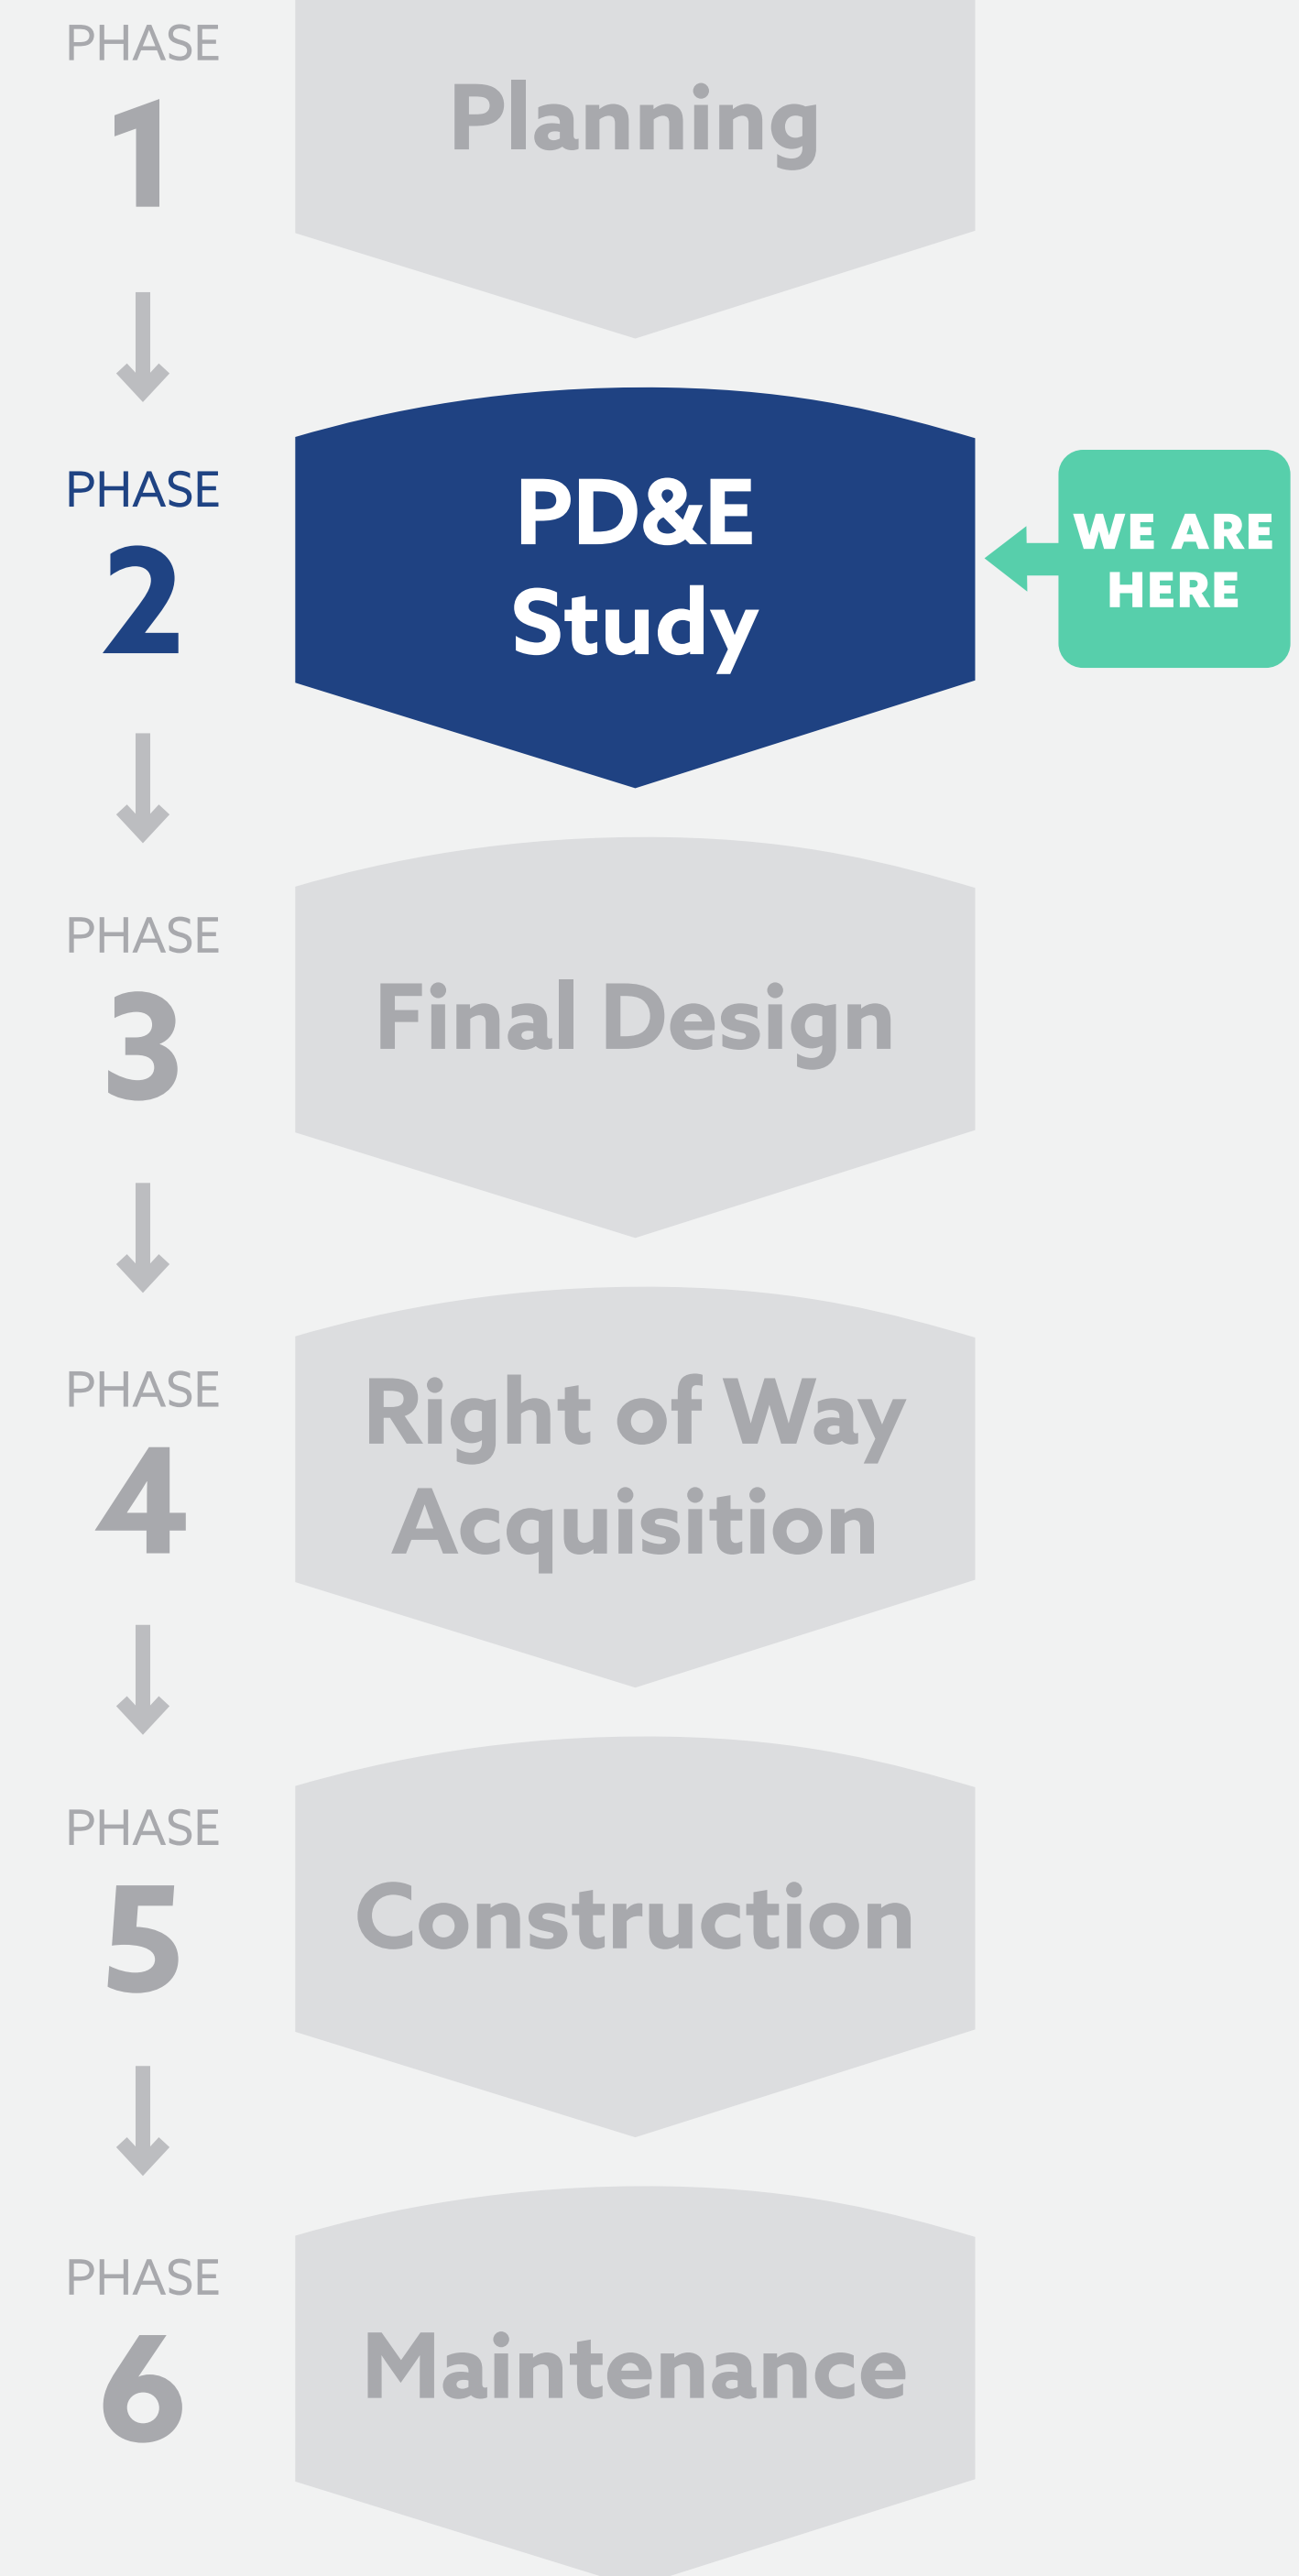 PHASE
1
Planning
PHASE
2
PD&E
Study
WE ARE
HERE
PHASE
3
Final Design
PHASE
4
Right of Way
Acquisition
PHASE
5
Construction
PHASE
6
Maintenance